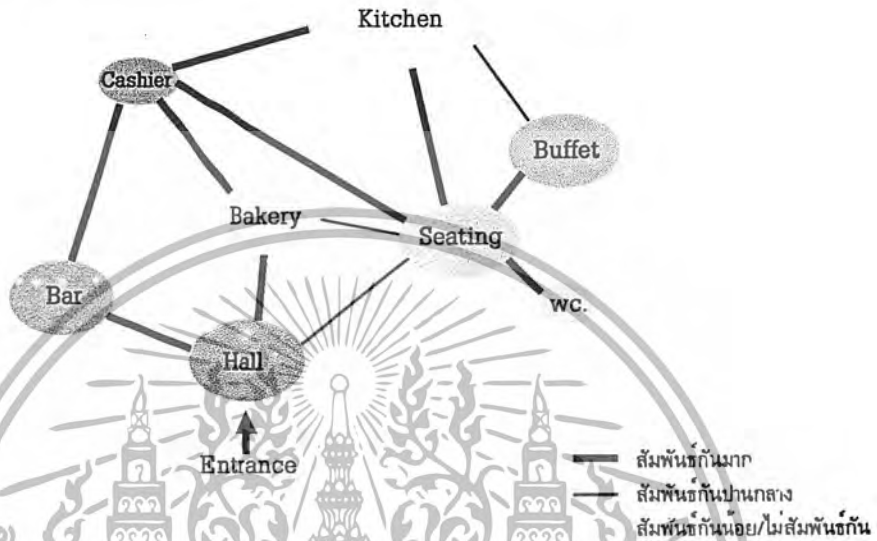 Kitchen
Cashier
Buffet
Bakery
Seating
Bar
wc.
Hall
Entrance
สัมพันธ์กันมาก
สัมพันธ์กันปานกลาง
สัมพันธ์กันน้อย/ไม่สัมพันธ์กัน